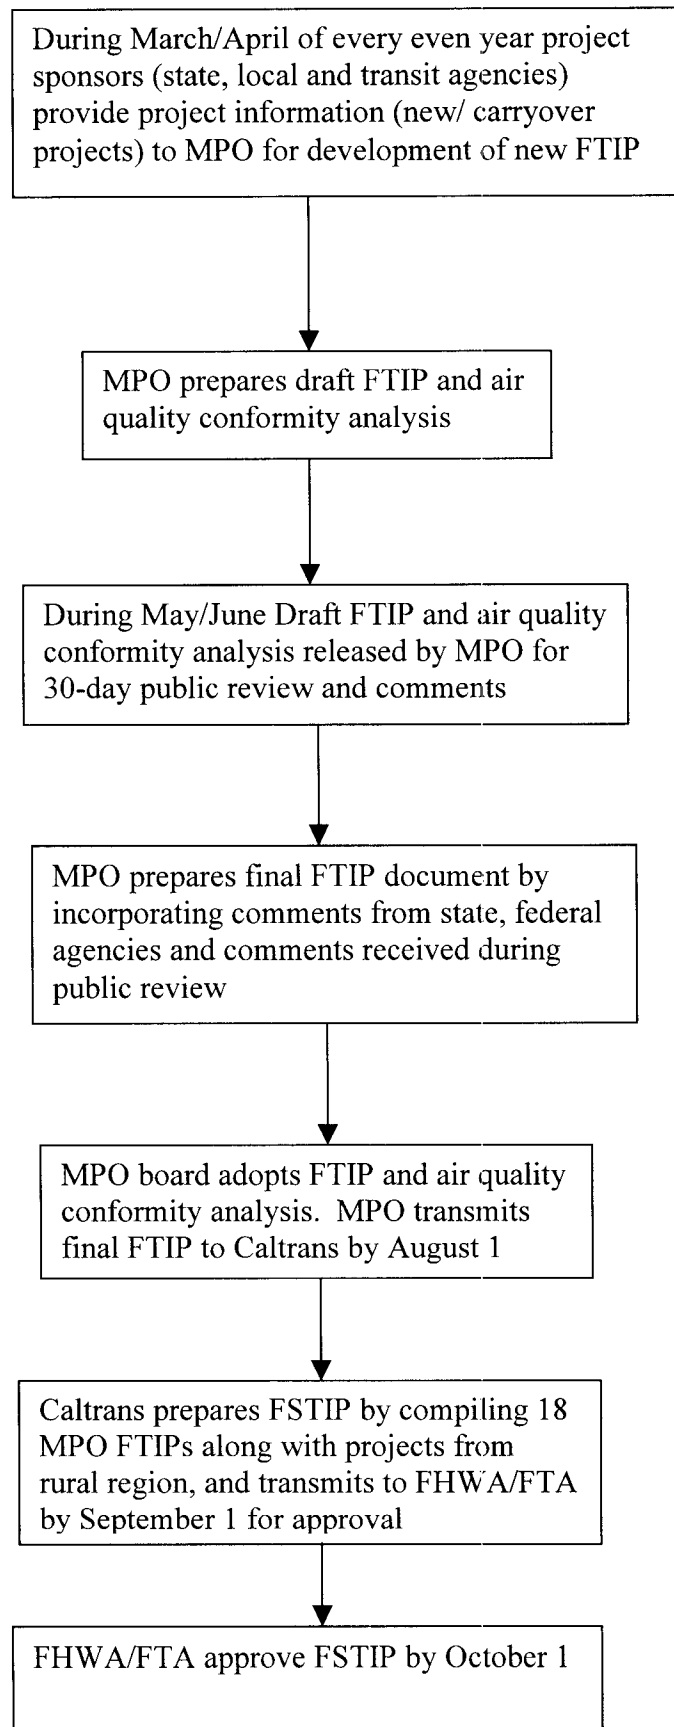 During March/April of every even year project
sponsors (state, local and transit agencies)
provide project information (new/ carryover
projects) to MPO for development of new FTIP
MPO prepares draft FTIP and air
quality conformity analysis
During May/June Draft FTIP and air quality
conformity analysis released by MPO for
30-day public review and comments
MPO prepares final FTIP document by
incorporating comments from state, federal
agencies and comments received during
public review
MPO board adopts FTIP and air quality
conformity analysis.  MPO transmits
final FTIP to Caltrans by August 1
Caltrans prepares FSTIP by compiling 18
MPO FTIPs along with projects from
rural region, and transmits to FHWA/FTA
by September 1 for approval
FHWA/FTA approve FSTIP by October 1